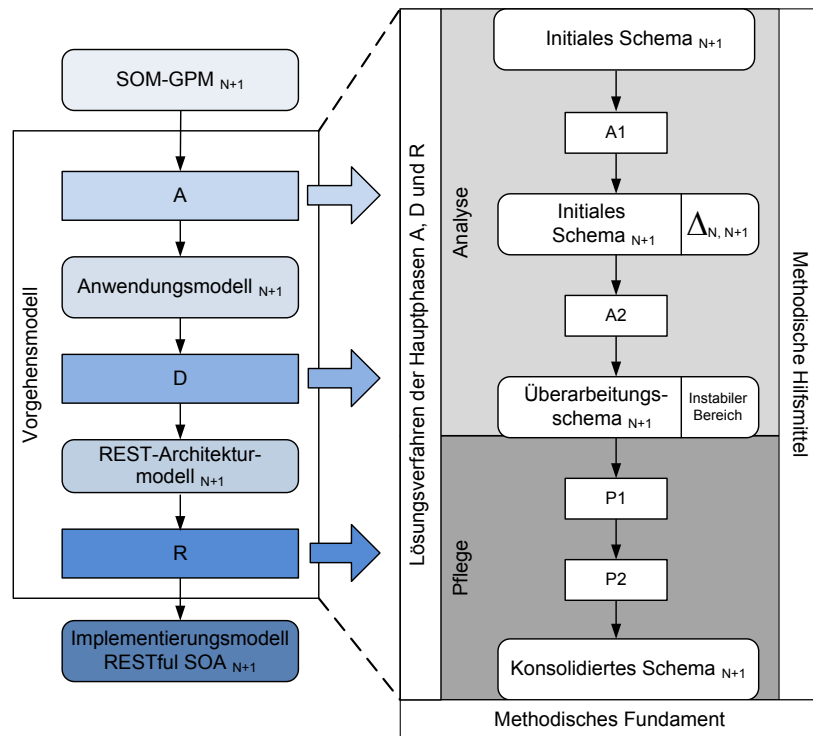 SOM-GPM N+1
Vorgehensmodell
A
Anwendungsmodell N+1
D
REST-Architektur-
modell N+1
R
Implementierungsmodell
RESTful SOA N+1
Lösungsverfahren der Hauptphasen A, D und R
Analyse
Initiales Schema N+1
A1
Initiales
Schema N+1
Δ N, N+1
A2
Überarbeitungs-
schema N+1
Instabiler
Bereich
Pflege
P1
P2
Konsolidiertes Schema N+1
Methodische Hilfsmittel
Methodisches Fundament